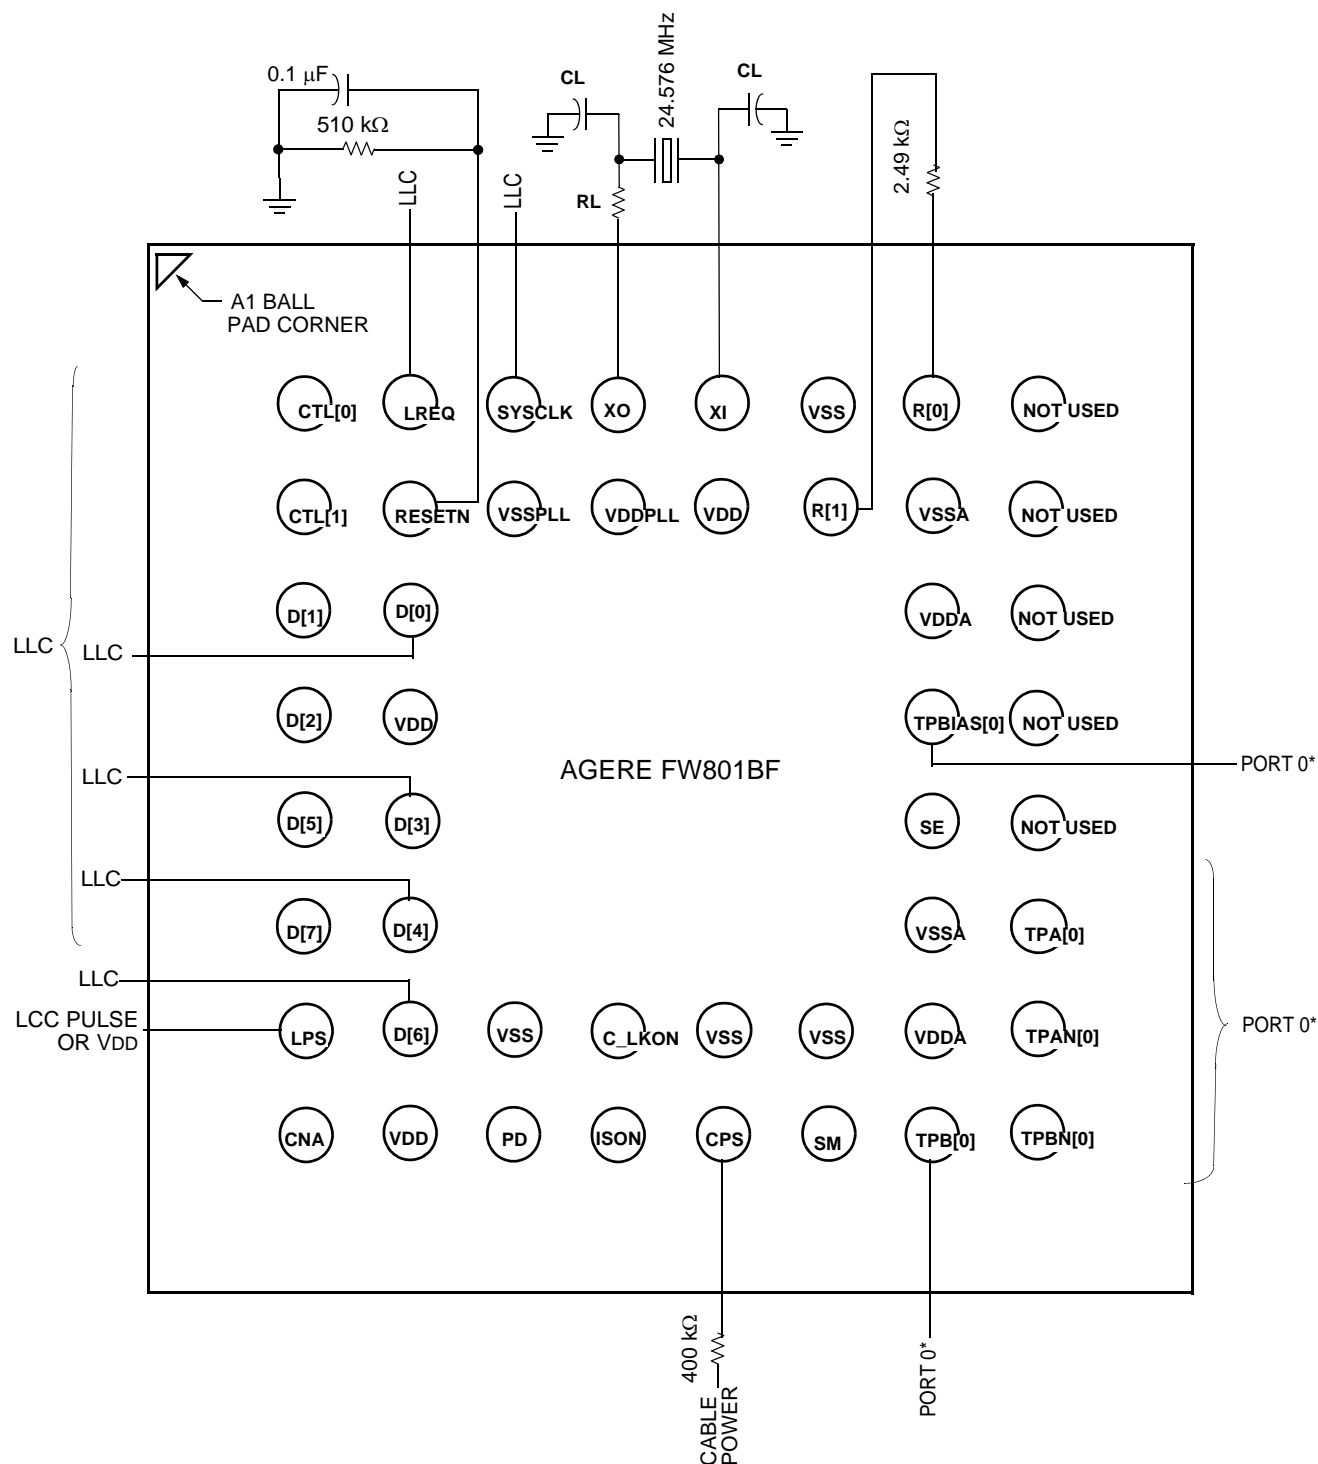 0.1 μF
510 kΩ
LLC
LLC
CL
24.576 MHz
CL
RL
2.49 kΩ
A1 BALL
PAD CORNER
CTL[0]
LREQ
SYSCLK
XO
XI
VSS
R[0]
NOT USED
CTL[1]
RESETN
VSSPLL
VDDPLL
VDD
R[1]
VSSA
NOT USED
D[1]
D[0]
VDDA
NOT USED
LLC
LLC
D[2]
VDD
TPBIAS[0]
NOT USED
AGERE FW801BF
PORT 0*
LLC
D[5]
D[3]
SE
NOT USED
LLC
D[7]
D[4]
VSSA
TPA[0]
LLC
LCC PULSE
OR VDD
LPS
D[6]
VSS
C_LKON
VSS
VSS
VDDA
TPAN[0]
PORT 0*
CNA
VDD
PD
ISON
CPS
SM
TPB[0]
TPBN[0]
400 kΩ
CABLE
POWER
PORT 0*